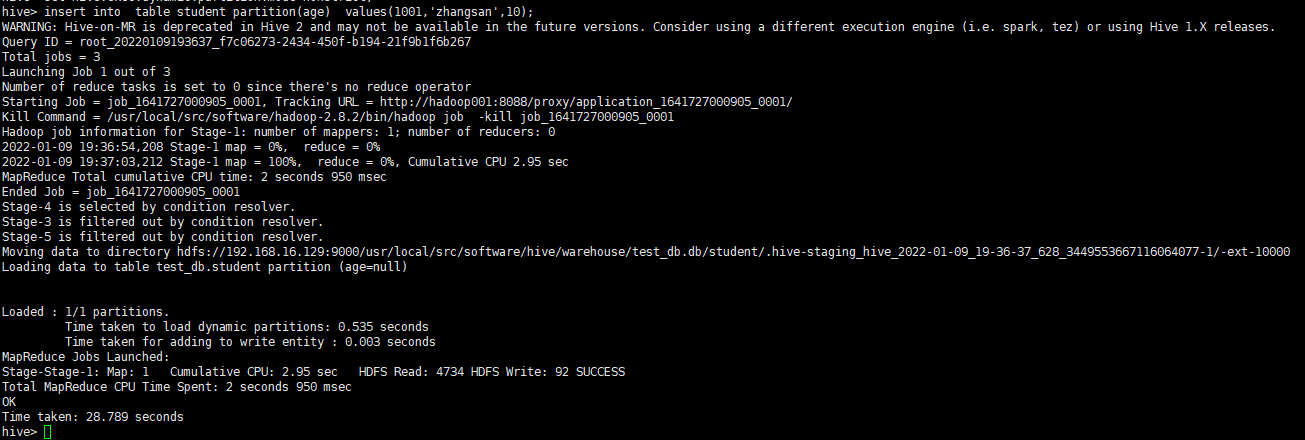 hive> insert into  table student partition(age)  values(1001,'zhangsan',10);
WARNING: Hive-on-MR is deprecated in Hive 2 and may not be available in the future versions. Consider using a different execution engine (i.e. spark, tez) or using Hive 1.X releases.
Query ID = root_20220109193637_f7c06273-2434-450f-b194-21f9b1f6b267
Total jobs = 3
Launching Job 1 out of 3
Number of reduce tasks is set to 0 since there's no reduce operator
Starting Job = job_1641727000905_0001, Tracking URL = http://hadoop001:8088/proxy/application_1641727000905_0001/
Kill Command = /usr/local/src/software/hadoop-2.8.2/bin/hadoop job  -kill job_1641727000905_0001
Hadoop job information for Stage-1: number of mappers: 1; number of reducers: 0
2022-01-09 19:36:54,208 Stage-1 map = 0%,  reduce = 0%
2022-01-09 19:37:03,212 Stage-1 map = 100%,  reduce = 0%, Cumulative CPU 2.95 sec
MapReduce Total cumulative CPU time: 2 seconds 950 msec
Ended Job = job_1641727000905_0001
Stage-4 is selected by condition resolver.
Stage-3 is filtered out by condition resolver.
Stage-5 is filtered out by condition resolver.
Moving data to directory hdfs://192.168.16.129:9000/usr/local/src/software/hive/warehouse/test_db.db/student/.hive-staging_hive_2022-01-09_19-36-37_628_3449553667116064077-1/-ext-10000
Loading data to table test_db.student partition (age=null)
Loaded : 1/1 partitions.
         Time taken to load dynamic partitions: 0.535 seconds
         Time taken for adding to write entity : 0.003 seconds
MapReduce Jobs Launched:
Stage-Stage-1: Map: 1   Cumulative CPU: 2.95 sec   HDFS Read: 4734 HDFS Write: 92 SUCCESS
Total MapReduce CPU Time Spent: 2 seconds 950 msec
OK
Time taken: 28.789 seconds
hive>